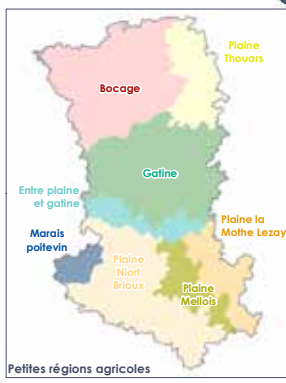 Plaine
Thouars
Bocage
Gatine
Entre plaine
et gatine
Plaine la
Mothe Lezay
Marais
poitevin
Plaine
Niort
Brioux
Plaine
Mellois
Petites régions agricoles